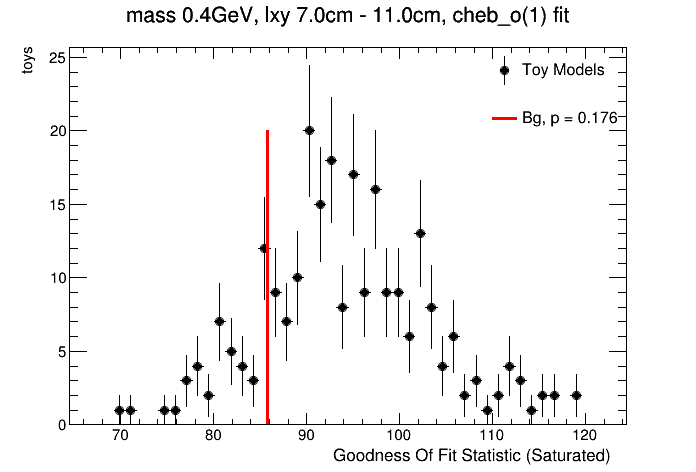 mass 0.4GeV, lxy 7.0cm - 11.0cm, cheb_o(1) fit
toys
25
20
15
10
5
0
Toy Models
Bg, p = 0.176
70 80 90 100 110 120
Goodness Of Fit Statistic (Saturated)